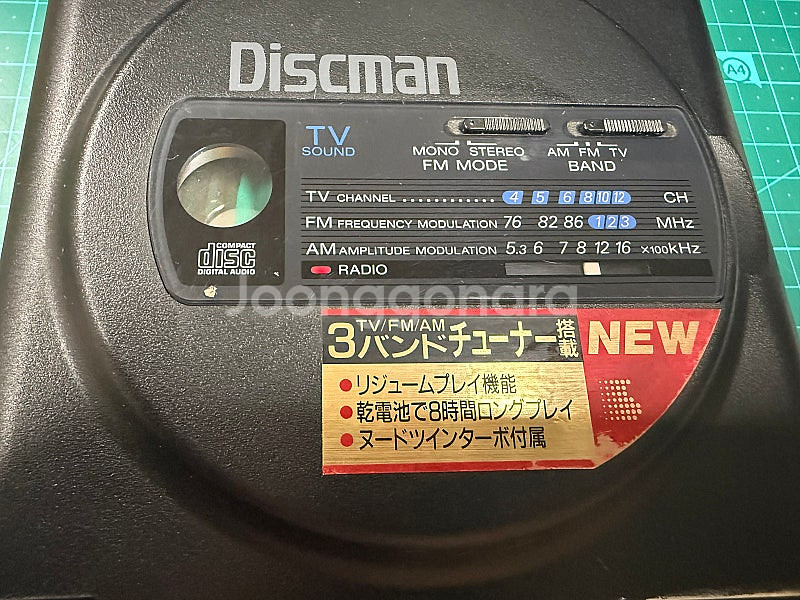 Discman
A4
TV
SOUND
MONO STEREO
FM MODE
AM FM TV
BAND
TV CHANNEL ............... 4 5 6 8 10 12 CH
FM FREQUENCY MODULATION 76 82 86 1 2 3 MHz
AM AMPLITUDE MODULATION 5.3 6 7 8 12 16 ×100kHz
RADIO
COMPACT
disc
DIGITAL AUDIO
Joonggonara
TV/FM/AM
3バンドチューナー搭載
NEW
●リジュームプレイ機能
●乾電池で8時間ロングプレイ
●ヌードツインターボ付属
S